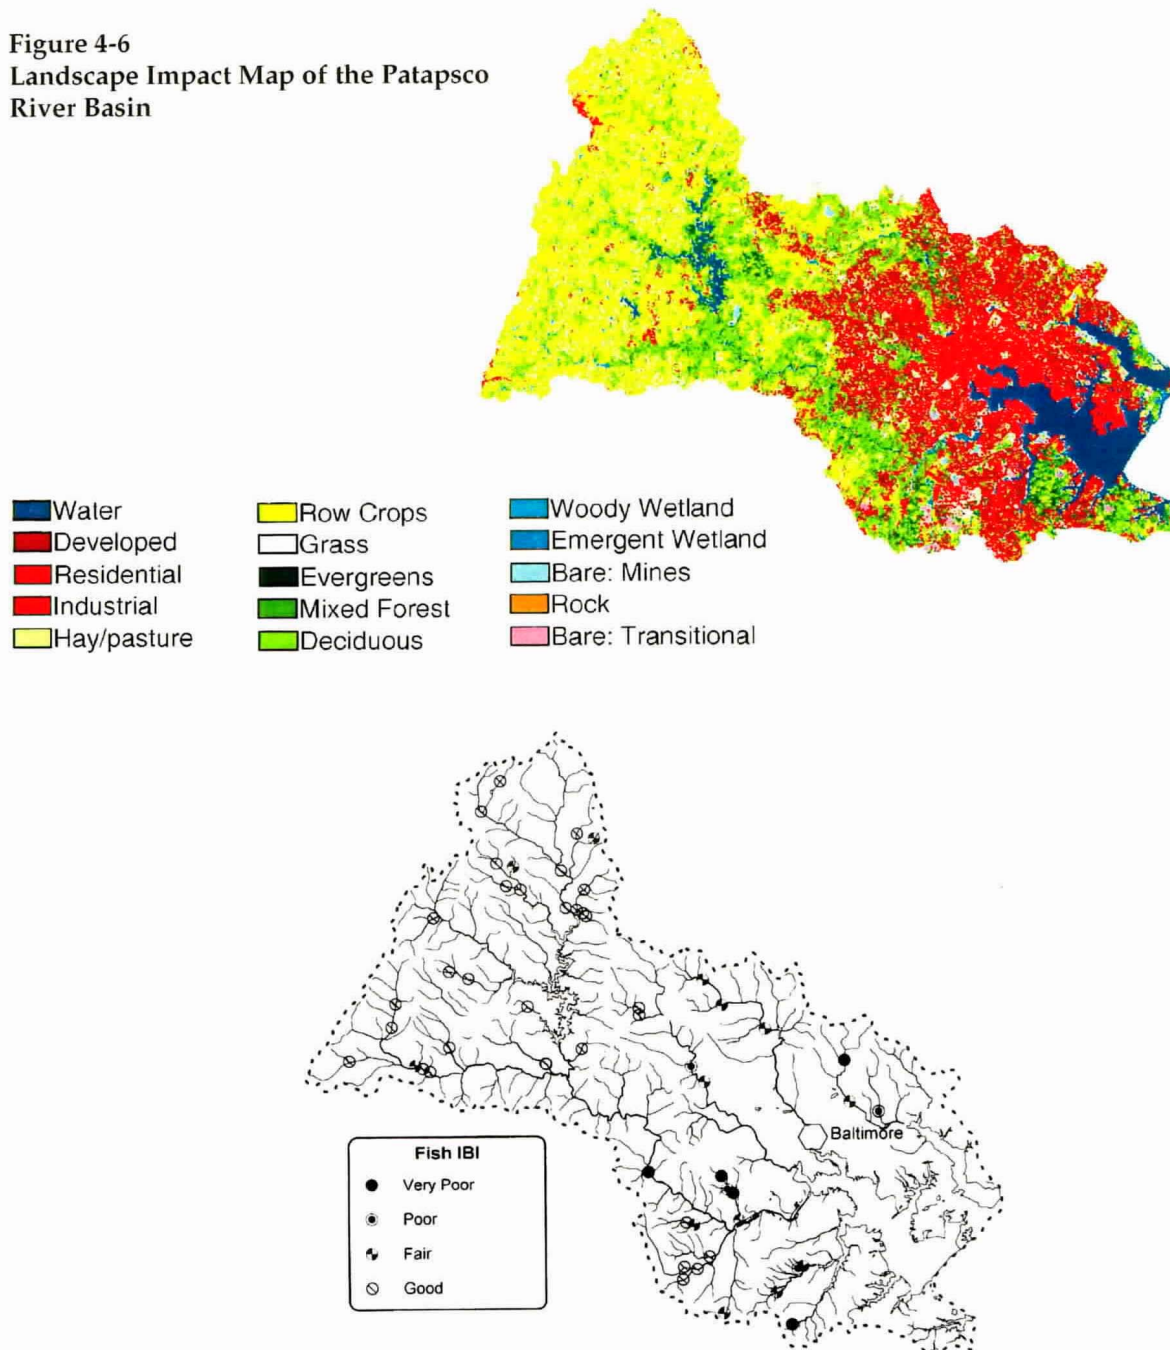 Figure 4-6
Landscape Impact Map of the Patapsco
River Basin
Water
Developed
Residential
Industrial
Hay/pasture
Row Crops
Grass
Evergreens
Mixed Forest
Deciduous
Woody Wetland
Emergent Wetland
Bare: Mines
Rock
Bare: Transitional
Baltimore
Fish IBI
Very Poor
Poor
Fair
Good